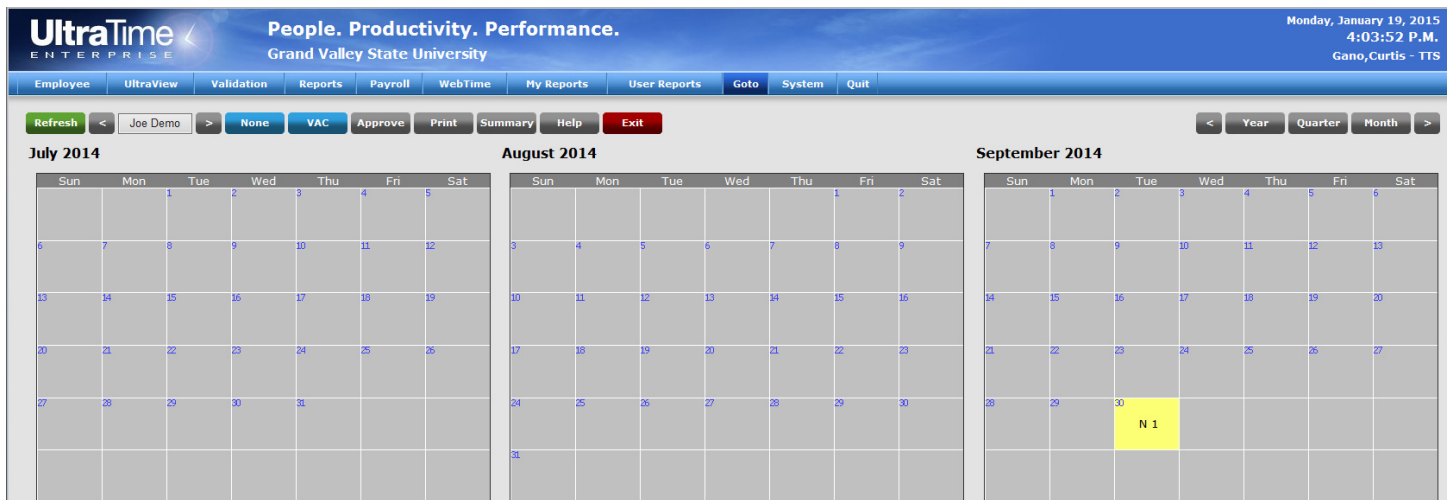 UltraTime
ENTERPRISE
People. Productivity. Performance.
Grand Valley State University
Monday, January 19, 2015
4:03:52 P.M.
Gano,Curtis - TTS
Employee UltraView Validation Reports Payroll WebTime My Reports User Reports Goto System Quit
Refresh < Joe Demo > None VAC Approve Print Summary Help Exit < Year Quarter Month >
July 2014
Sun Mon Tue Wed Thu Fri Sat
1 2 3 4 5
6 7 8 9 10 11 12
13 14 15 16 17 18 19
20 21 22 23 24 25 26
27 28 29 30 31
August 2014
Sun Mon Tue Wed Thu Fri Sat
1 2
3 4 5 6 7 8 9
10 11 12 13 14 15 16
17 18 19 20 21 22 23
24 25 26 27 28 29 30
31
September 2014
Sun Mon Tue Wed Thu Fri Sat
1 2 3 4 5 6
7 8 9 10 11 12 13
14 15 16 17 18 19 20
21 22 23 24 25 26 27
28 29 30
N 1